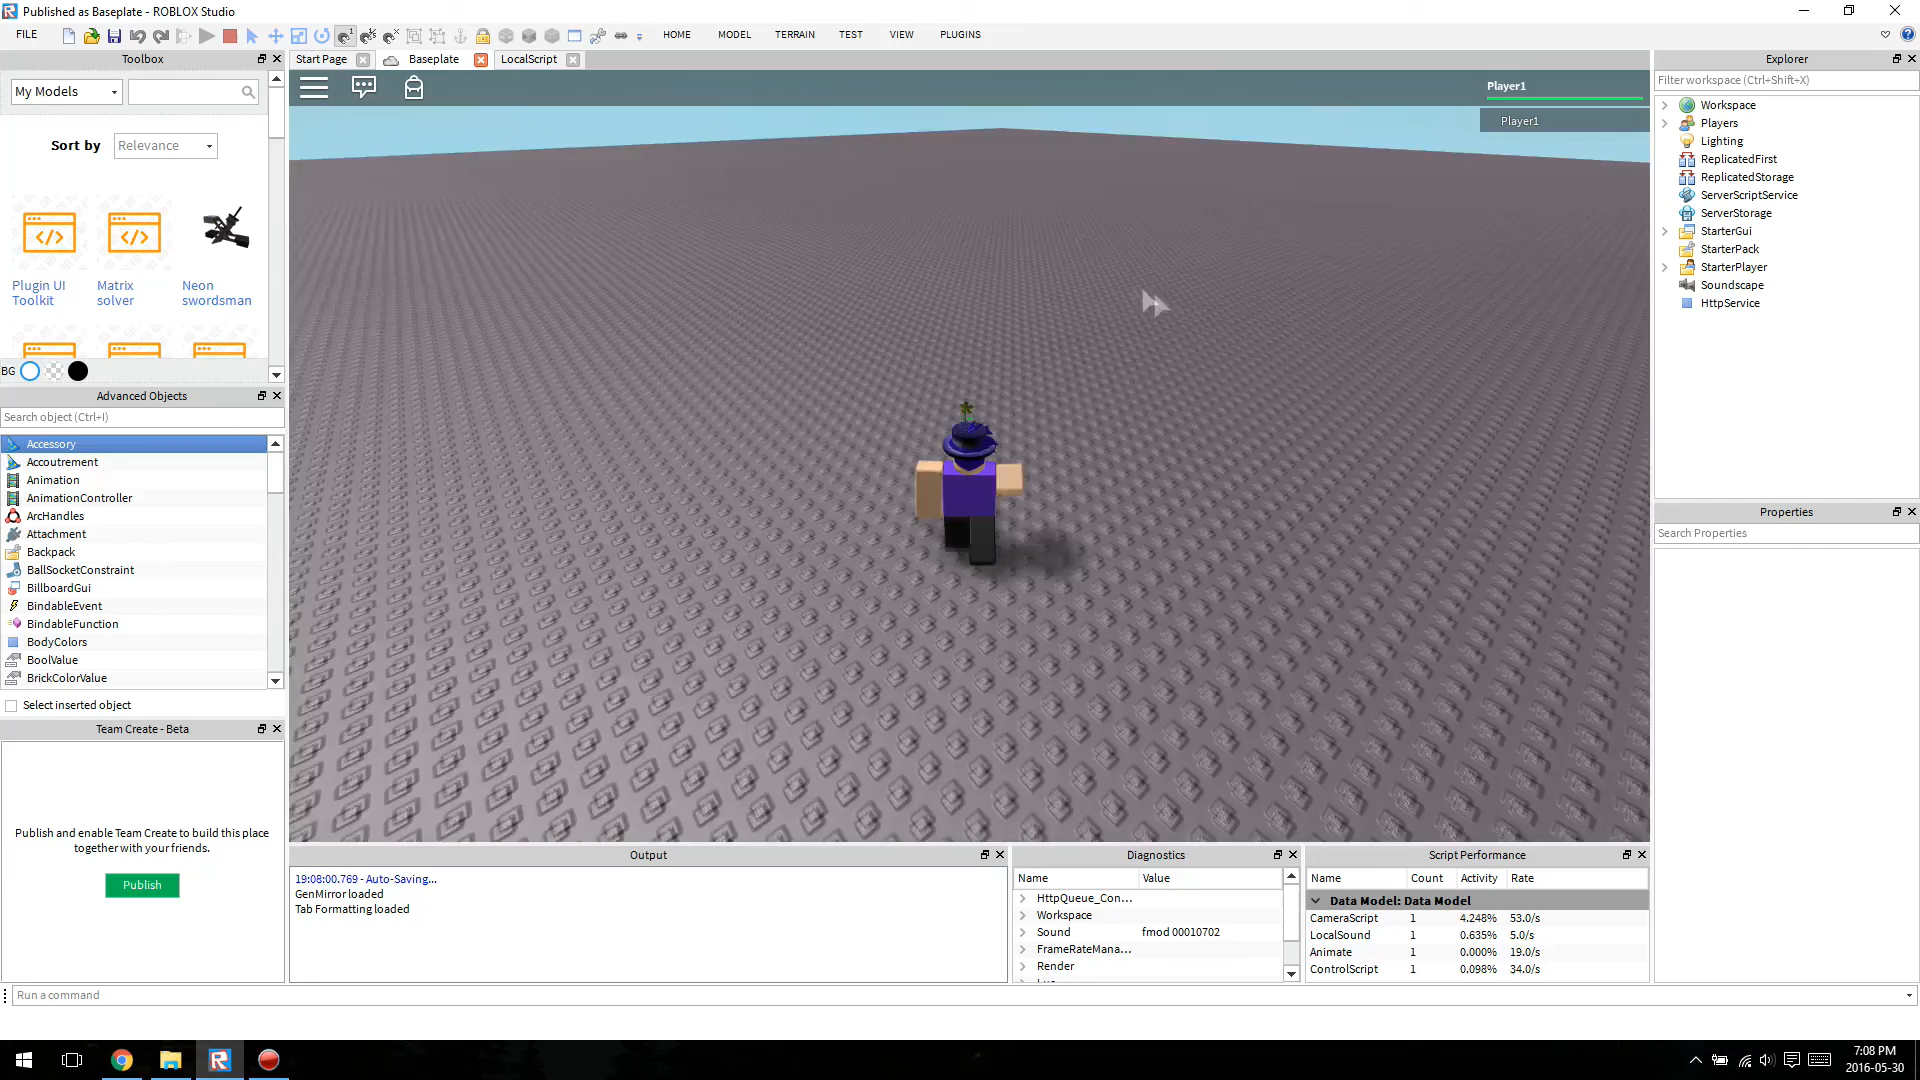 Published as Baseplate - ROBLOX Studio
FILE
HOME
MODEL
TERRAIN
TEST
VIEW
PLUGINS
Toolbox
Start Page
Baseplate
LocalScript
Explorer
My Models
Filter workspace (Ctrl+Shift+X)
Player1
Player1
Sort by
Relevance
Plugin UI
Toolkit
Matrix
solver
Neon
swordsman
BG
Workspace
Players
Lighting
ReplicatedFirst
ReplicatedStorage
ServerScriptService
ServerStorage
StarterGui
StarterPack
StarterPlayer
Soundscape
HttpService
Advanced Objects
Search object (Ctrl+I)
Accessory
Accoutrement
Animation
AnimationController
ArcHandles
Attachment
Backpack
BallSocketConstraint
BillboardGui
BindableEvent
BindableFunction
BodyColors
BoolValue
BrickColorValue
Select inserted object
Properties
Search Properties
Team Create - Beta
Publish and enable Team Create to build this place
together with your friends.
Publish
Output
19:08:00.769 - Auto-Saving...
GenMirror loaded
Tab Formatting loaded
Diagnostics
Name Value
HttpQueue_Con...
Workspace
Sound fmod 00010702
FrameRateMana...
Render
Script Performance
Name Count Activity Rate
Data Model: Data Model
CameraScript 1 4.248% 53.0/s
LocalSound 1 0.635% 5.0/s
Animate 1 0.000% 19.0/s
ControlScript 1 0.098% 34.0/s
Run a command
7:08 PM
2016-05-30